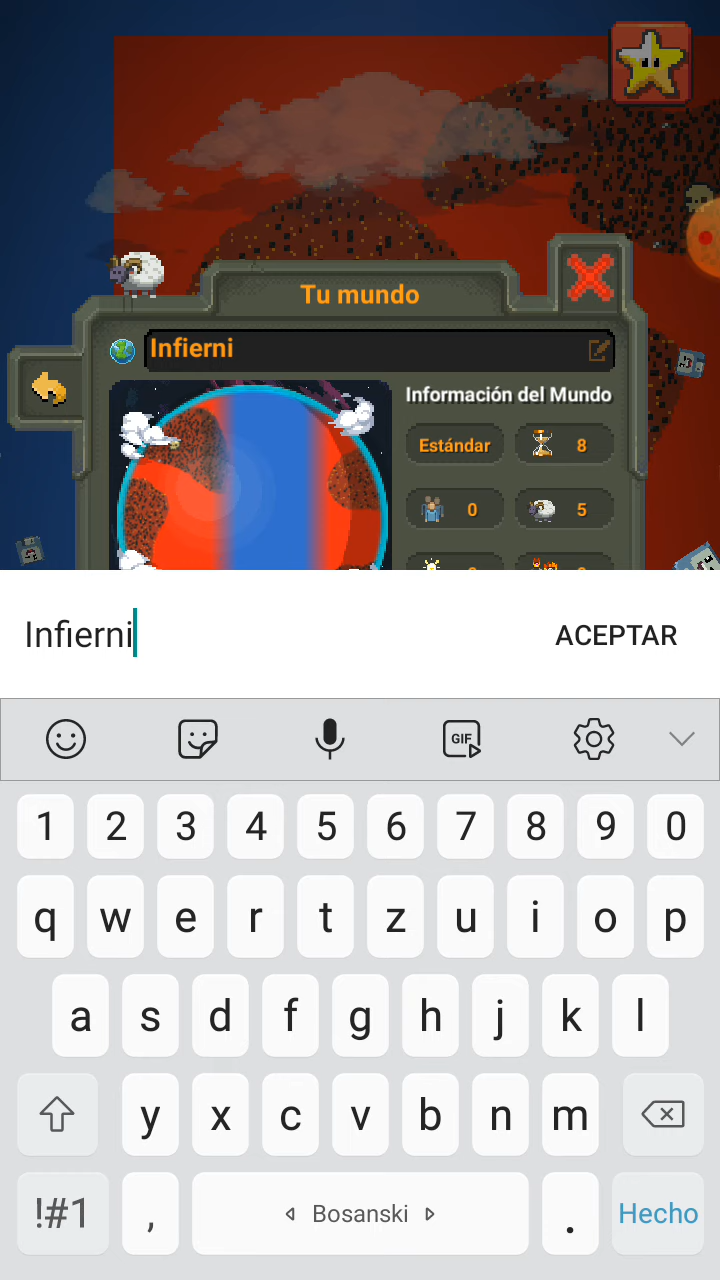 Tu mundo
Infierni
Información del Mundo
Estándar
8
0
5
Infierni
ACEPTAR
GIF
1 2 3 4 5 6 7 8 9 0
q w e r t z u i o p
a s d f g h j k l
y x c v b n m
!#1 , Bosanski . Hecho